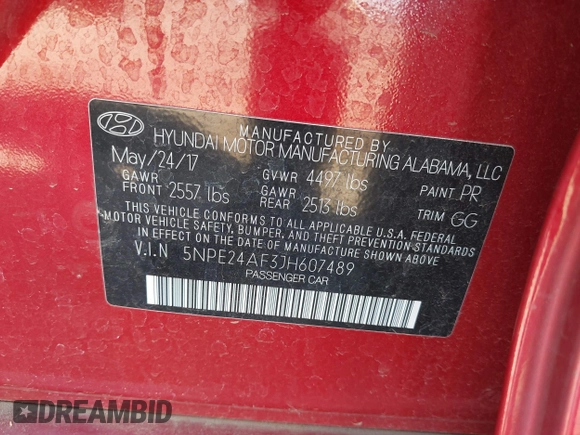 MANUFACTURED BY
HYUNDAI MOTOR MANUFACTURING ALABAMA, LLC
May/24/17 GVWR 4497 lbs PAINT PR
GAWR FRONT 2557 lbs GAWR REAR 2513 lbs TRIM GG
THIS VEHICLE CONFORMS TO ALL APPLICABLE U.S.A. FEDERAL
MOTOR VEHICLE SAFETY, BUMPER, AND THEFT PREVENTION STANDARDS
IN EFFECT ON THE DATE OF MANUFACTURE SHOWN ABOVE
V.I.N 5NPE24AF3JH607489
PASSENGER CAR
DREAMBID